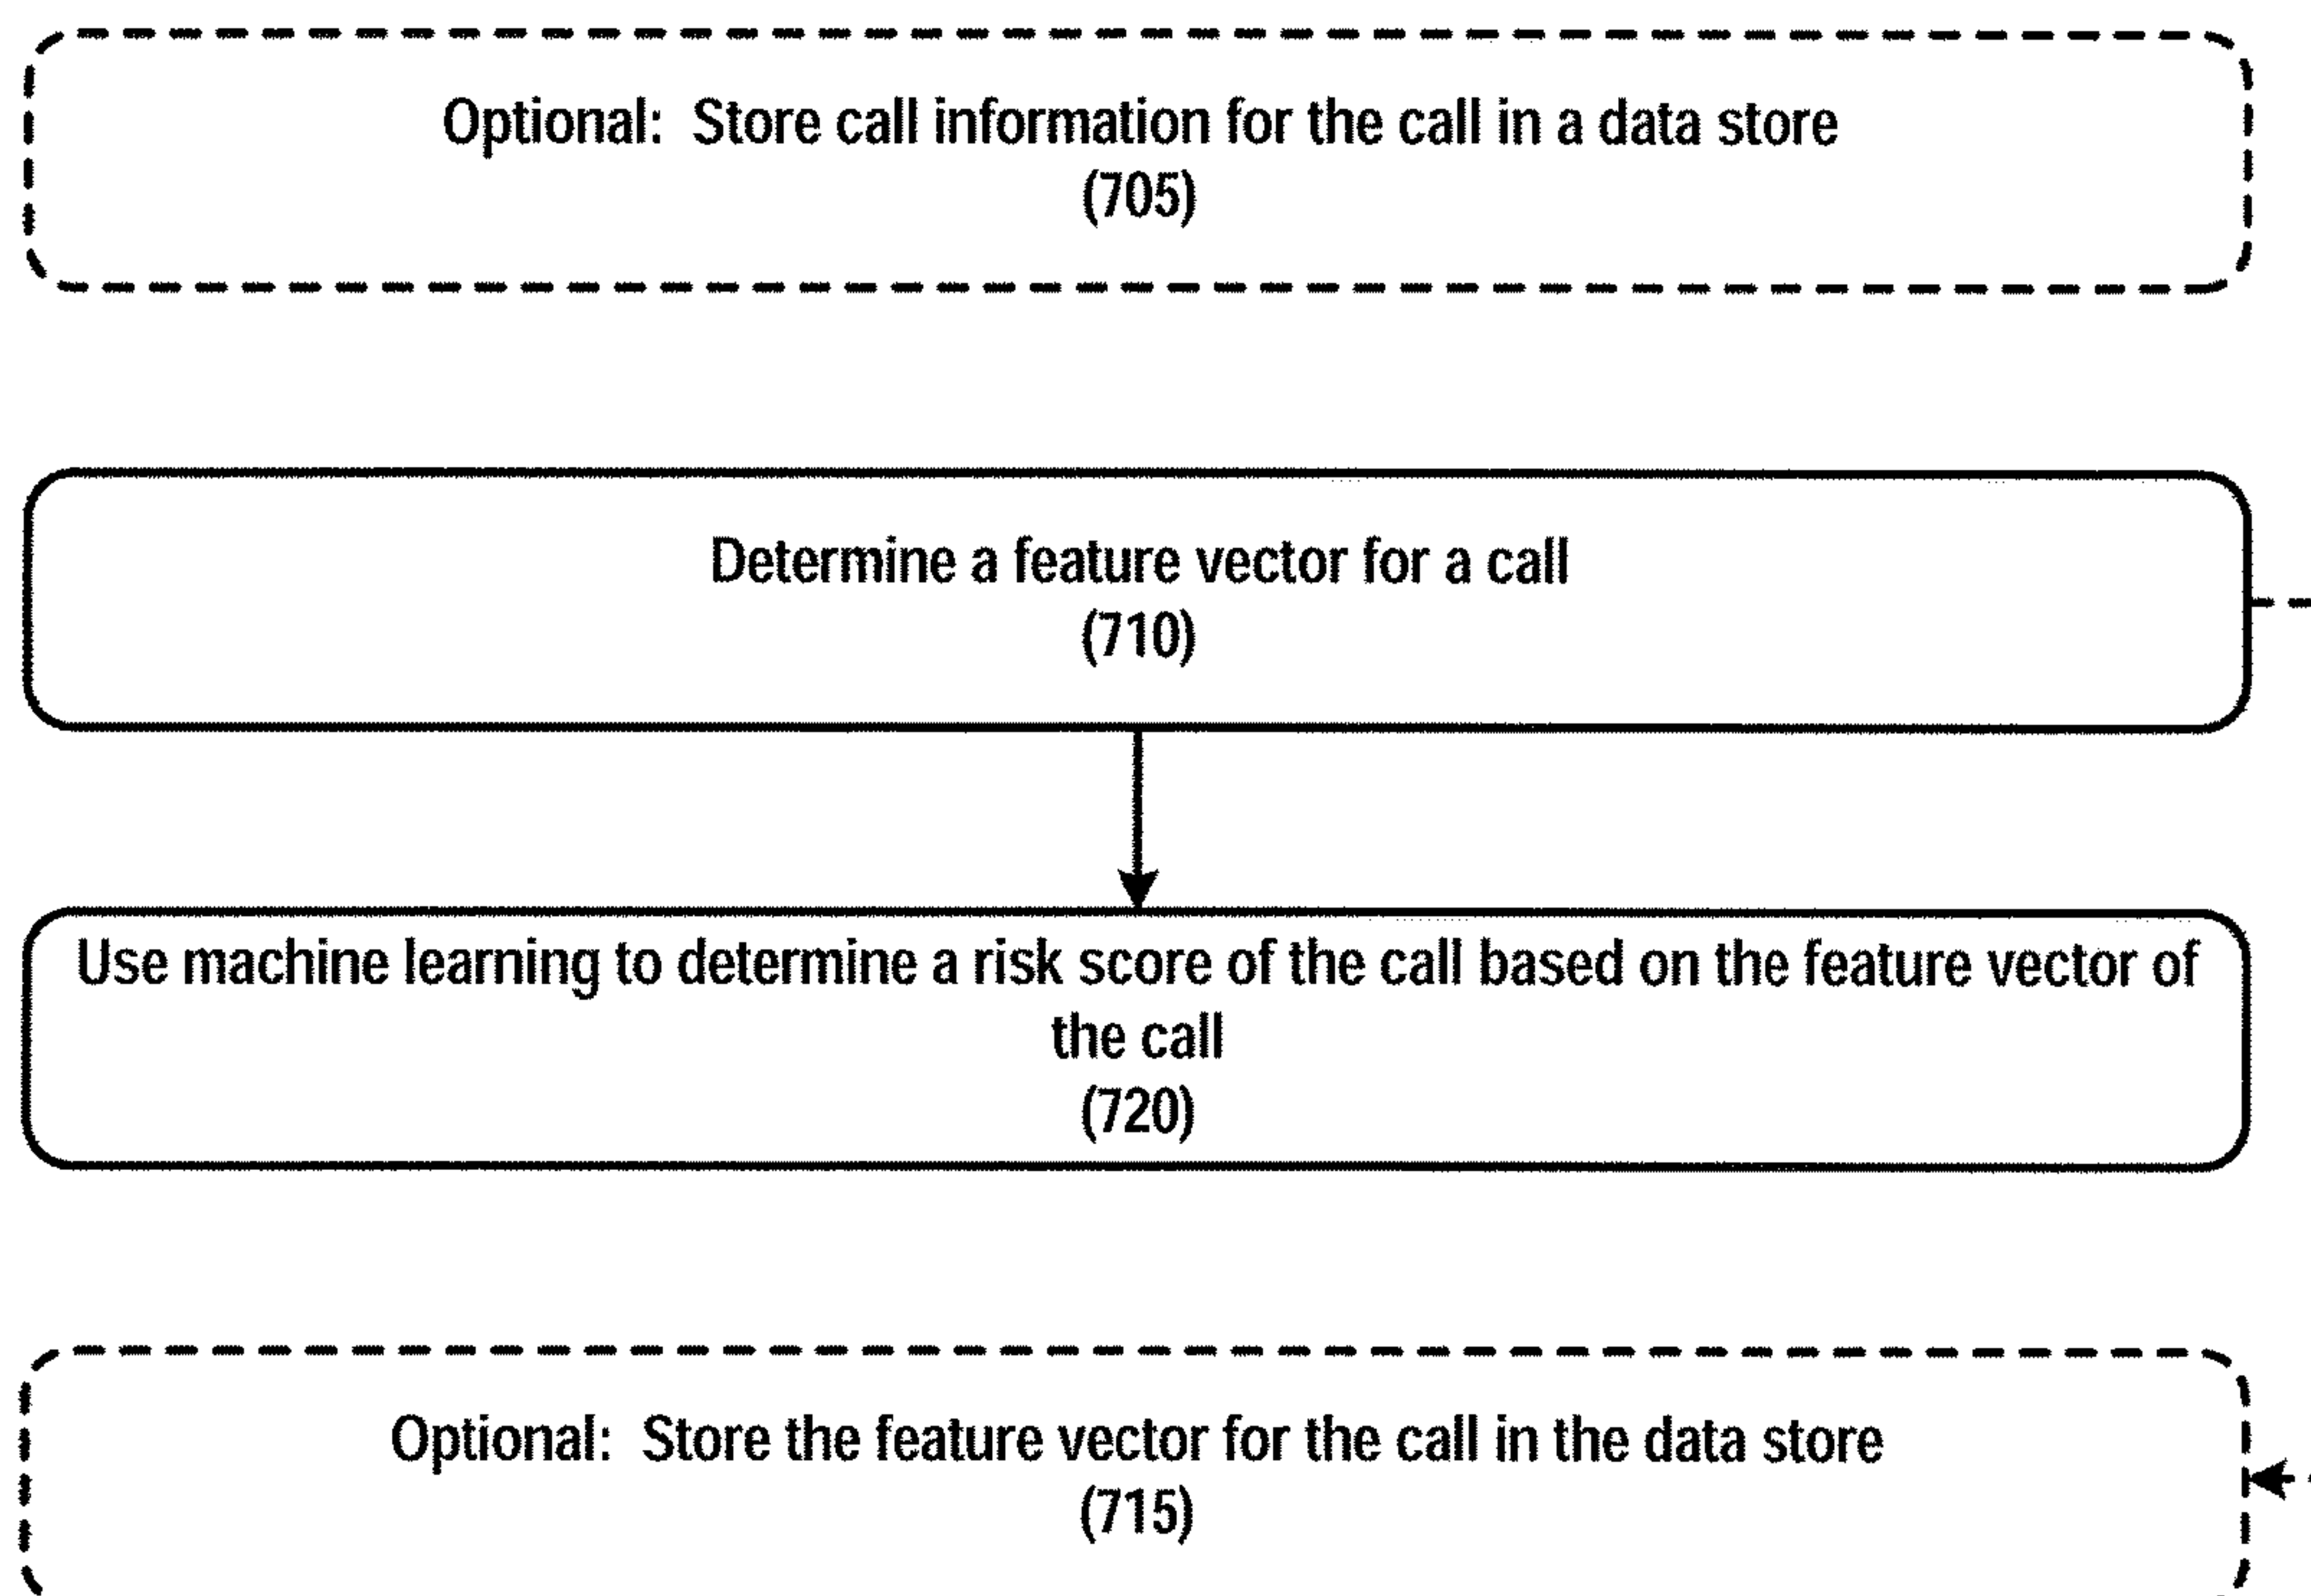 Optional: Store call information for the call in a data store
(705)
Determine a feature vector for a call
(710)
Use machine learning to determine a risk score of the call based on the feature vector of
the call
(720)
Optional: Store the feature vector for the call in the data store
(715)